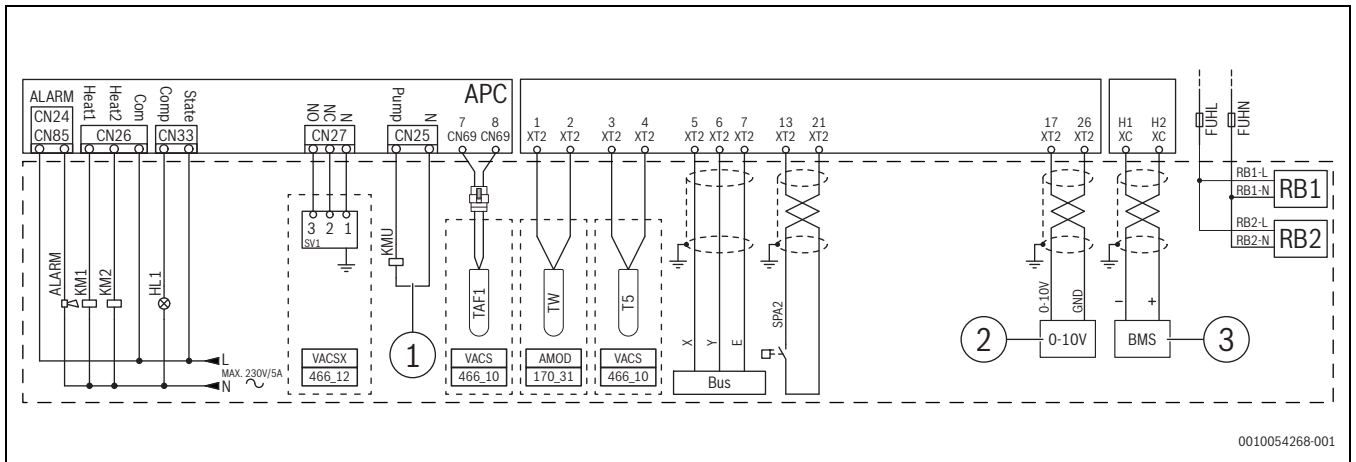 APC
ALARM
CN24
CN85
Heat1
Heat2
Com
CN26
Comp
State
CN33
NO
NC
N
CN27
Pump
N
CN25
7 8
CN69 CN69
1 2 3 4 5 6 7 13 21
XT2 XT2 XT2 XT2 XT2 XT2 XT2 XT2 XT2
17 26
XT2 XT2
H1 H2
XC XC
FUHL
FUHN
RB1-L
RB1-N
RB1
RB2-L
RB2-N
RB2
3 2 1
SV1
KMU
ALARM
KM1
KM2
HL1
TAF1
TW
T5
X
Y
E
SPA2
0-10V
GND
- +
L
MAX. 230V/5A
N
VACSX
466_12
1
VACS
466_10
AMOD
170_31
VACS
466_10
Bus
2
0-10V
BMS
3
0010054268-001